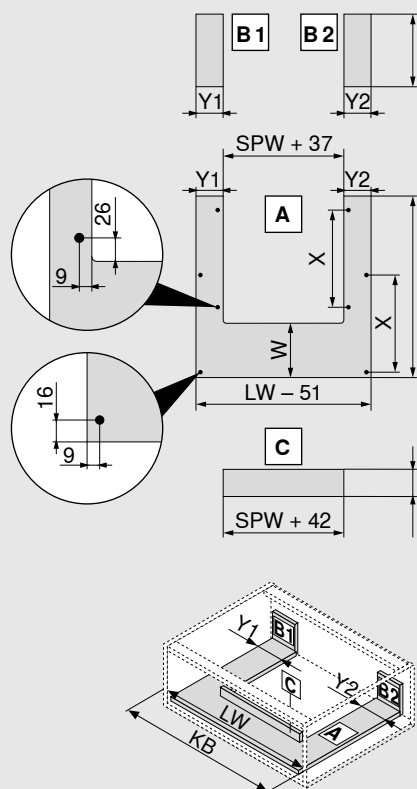 B1
B2
Y1
Y2
SPW + 37
Y1
Y2
A
26
9
X
X
W
16
9
LW – 51
C
SPW + 42
B1
Y1
C
Y2
B2
LW
A
KB